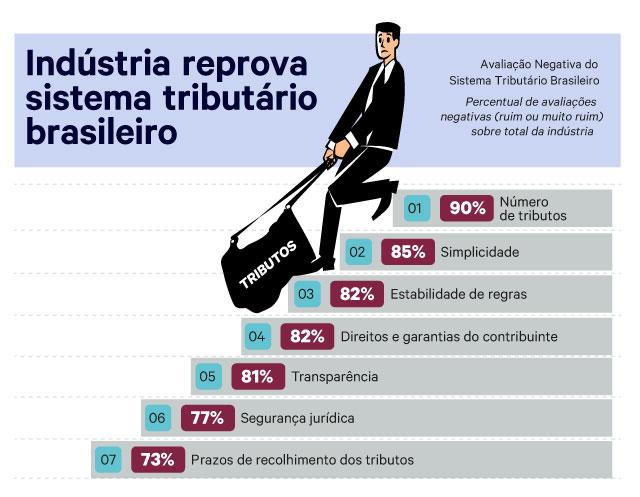 Indústria reprova
sistema tributário
brasileiro
Avaliação Negativa do
Sistema Tributário Brasileiro
Percentual de avaliações
negativas (ruim ou muito ruim)
sobre total da indústria
TRIBUTOS
01 90% Número
de tributos
02 85% Simplicidade
03 82% Estabilidade de regras
04 82% Direitos e garantias do contribuinte
05 81% Transparência
06 77% Segurança jurídica
07 73% Prazos de recolhimento dos tributos